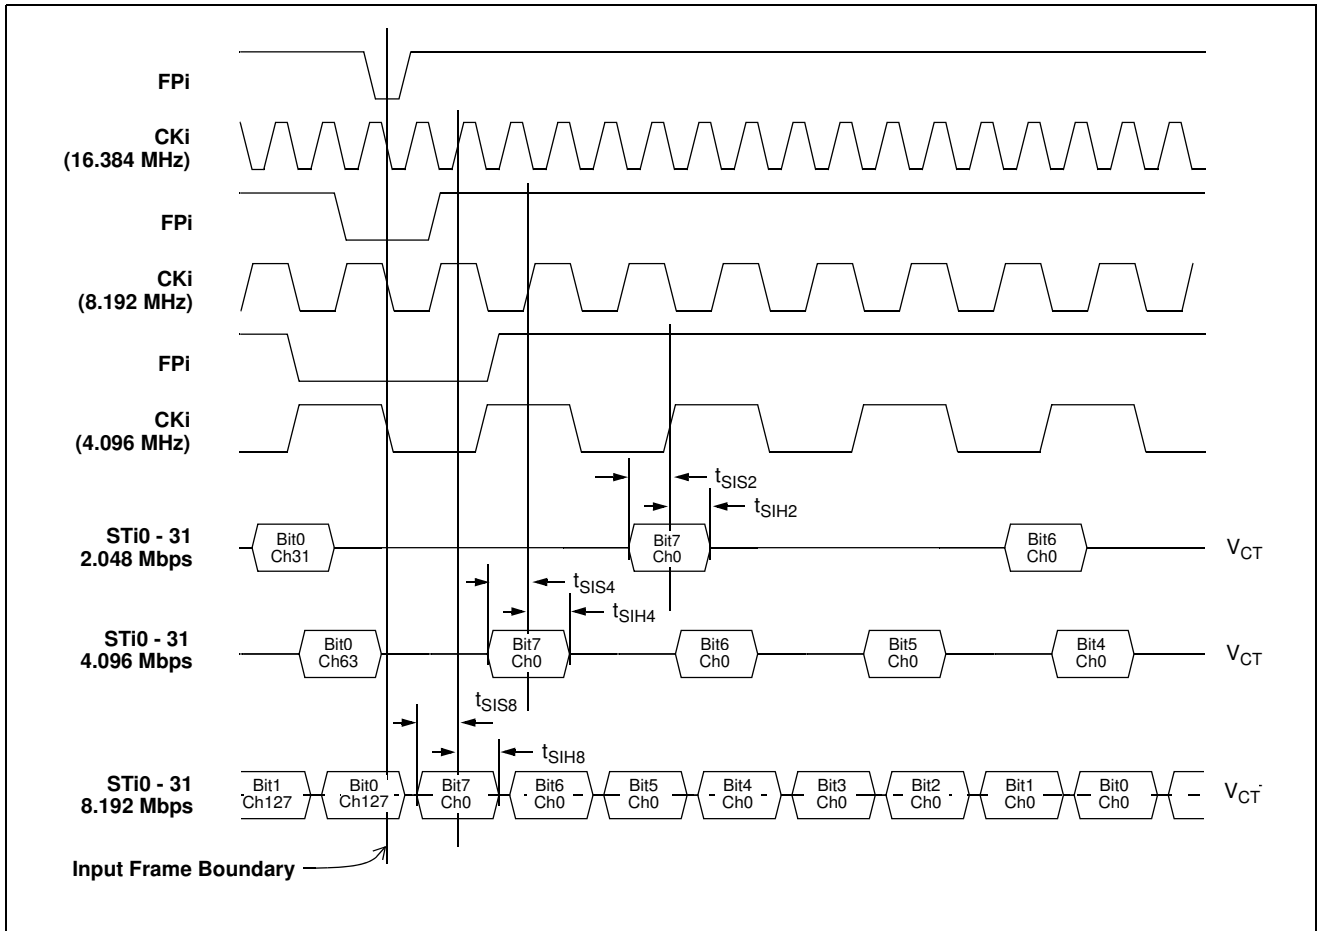 FPi
CKi
(16.384 MHz)
FPi
CKi
(8.192 MHz)
FPi
CKi
(4.096 MHz)
tSIS2
tSIH2
STi0 - 31
2.048 Mbps
Bit0
Ch31
Bit7
Ch0
Bit6
Ch0
VCT
tSIS4
tSIH4
STi0 - 31
4.096 Mbps
Bit0
Ch63
Bit7
Ch0
Bit6
Ch0
Bit5
Ch0
Bit4
Ch0
VCT
tSIS8
tSIH8
STi0 - 31
8.192 Mbps
Bit1
Ch127
Bit0
Ch127
Bit7
Ch0
Bit6
Ch0
Bit5
Ch0
Bit4
Ch0
Bit3
Ch0
Bit2
Ch0
Bit1
Ch0
Bit0
Ch0
VCT
Input Frame Boundary